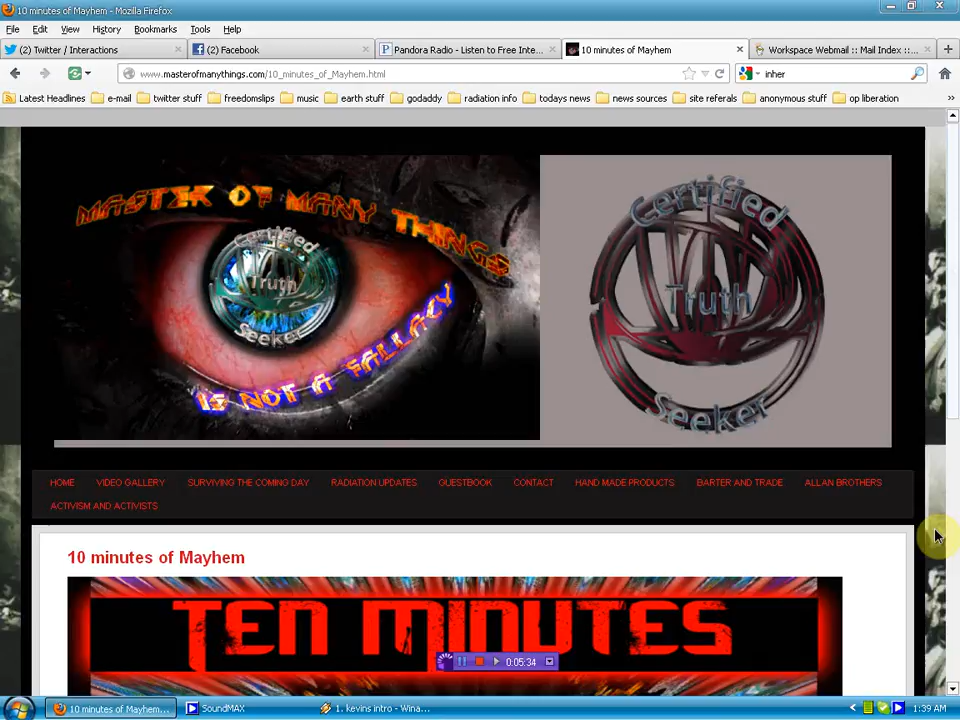 10 minutes of Mayhem - Mozilla Firefox
File Edit View History Bookmarks Tools Help
(2) Twitter / Interactions (2) Facebook Pandora Radio - Listen to Free Inte... 10 minutes of Mayhem Workspace Webmail :: Mail Index ::...
www.masterofmanythings.com/10_minutes_of_Mayhem.html inher
Latest Headlines e-mail twitter stuff freedomslips music earth stuff godaddy radiation info todays news news sources site referals anonymous stuff op liberation
MASTER OF MANY THINGS
Certified
Truth
Seeker
IS NOT A FALLACY
Certified
Truth
Seeker
HOME VIDEO GALLERY SURVIVING THE COMING DAY RADIATION UPDATES GUESTBOOK CONTACT HAND MADE PRODUCTS BARTER AND TRADE ALLAN BROTHERS
ACTIVISM AND ACTIVISTS
10 minutes of Mayhem
TEN MINUTES
0:05:34
10 minutes of Mayhem... SoundMAX 1. kevins intro - Wina... 1:39 AM